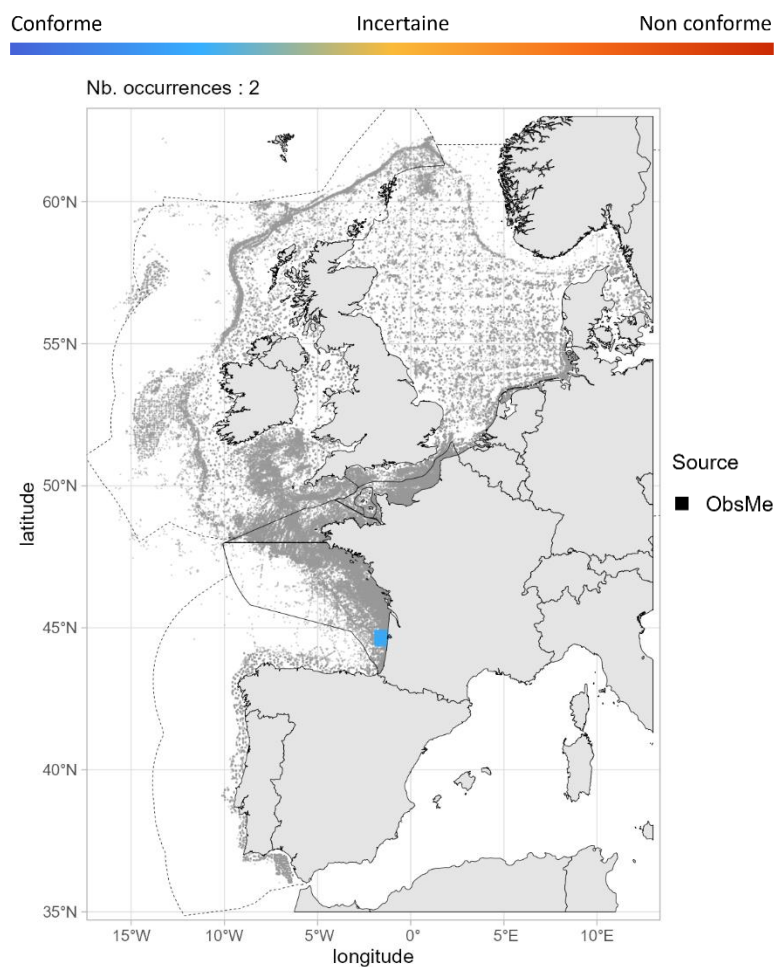 Conforme Incertaine Non conforme
Nb. occurrences : 2
60°N
55°N
50°N
45°N
40°N
35°N
latitude
15°W 10°W 5°W 0° 5°E 10°E
longitude
Source
ObsMe